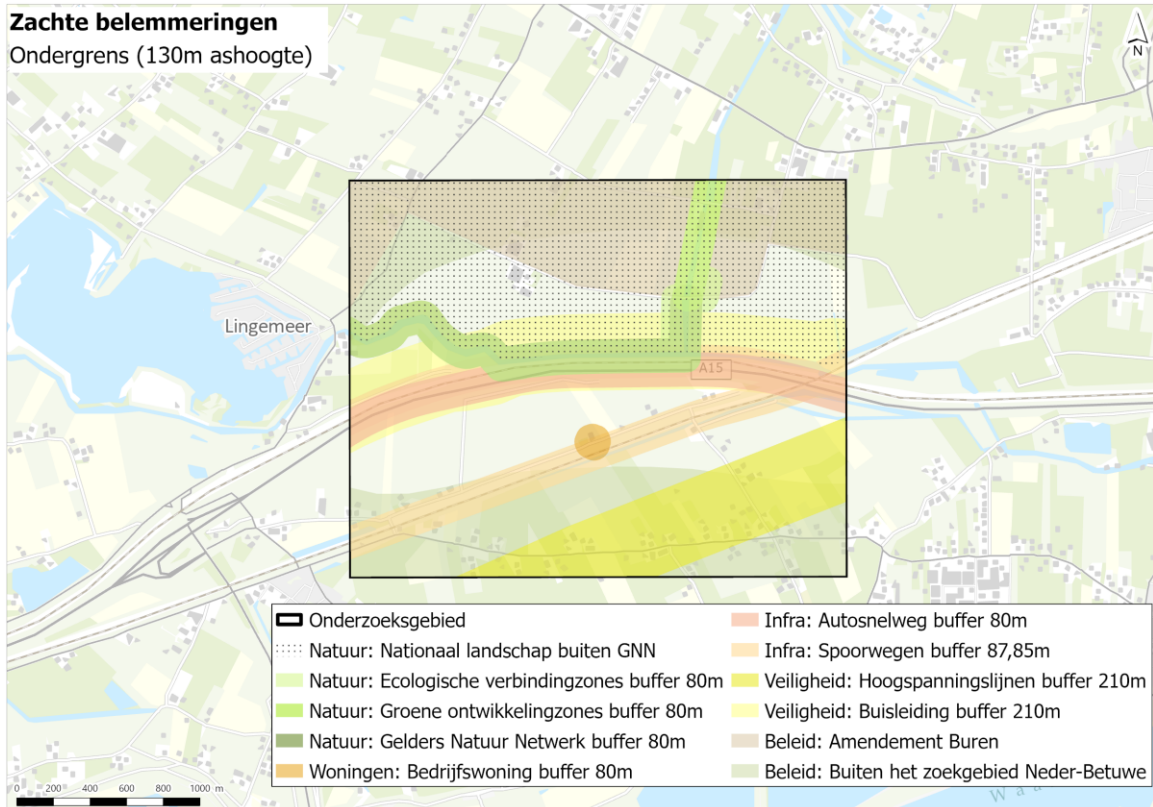 Zachte belemmeringen
Ondergrens (130m ashoogte)
N
Lingemeer
A15
Onderzoeksgebied
Natuur: Nationaal landschap buiten GNN
Natuur: Ecologische verbindingzones buffer 80m
Natuur: Groene ontwikkelingzones buffer 80m
Natuur: Gelders Natuur Netwerk buffer 80m
Woningen: Bedrijfswoning buffer 80m
Infra: Autosnelweg buffer 80m
Infra: Spoorwegen buffer 87,85m
Veiligheid: Hoogspanningslijnen buffer 210m
Veiligheid: Buisleiding buffer 210m
Beleid: Amendement Buren
Beleid: Buiten het zoekgebied Neder-Betuwe
0 200 400 600 800 1000 m
W a